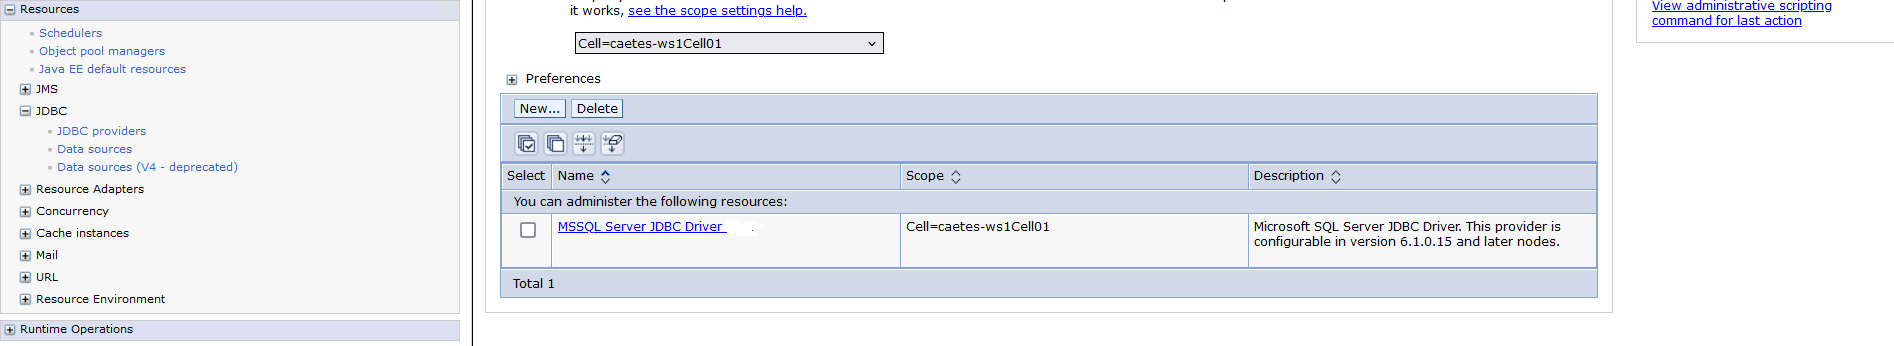 Resources
Schedulers
Object pool managers
Java EE default resources
JMS
JDBC
JDBC providers
Data sources
Data sources (V4 - deprecated)
Resource Adapters
Concurrency
Cache instances
Mail
URL
Resource Environment
Runtime Operations
it works, see the scope settings help.
Cell=caetes-ws1Cell01
Preferences
New... Delete
Select Name Scope Description
You can administer the following resources:
MSSQL Server JDBC Driver Cell=caetes-ws1Cell01 Microsoft SQL Server JDBC Driver. This provider is
configurable in version 6.1.0.15 and later nodes.
Total 1
View administrative scripting
command for last action